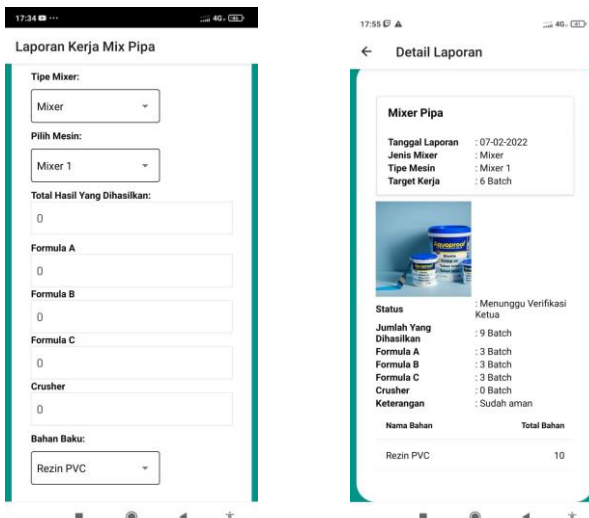 17:34
4G
Laporan Kerja Mix Pipa
Tipe Mixer:
Mixer
Pilih Mesin:
Mixer 1
Total Hasil Yang Dihasilkan:
0
Formula A
0
Formula B
0
Formula C
0
Crusher
0
Bahan Baku:
Rezin PVC
17:55
4G
Detail Laporan
Mixer Pipa
Tanggal Laporan : 07-02-2022
Jenis Mixer : Mixer
Tipe Mesin : Mixer 1
Target Kerja : 6 Batch
Aquaproof
Status : Menunggu Verifikasi
Ketua
Jumlah Yang
Dihasilkan : 9 Batch
Formula A : 3 Batch
Formula B : 3 Batch
Formula C : 3 Batch
Crusher : 0 Batch
Keterangan : Sudah aman
Nama Bahan Total Bahan
Rezin PVC 10